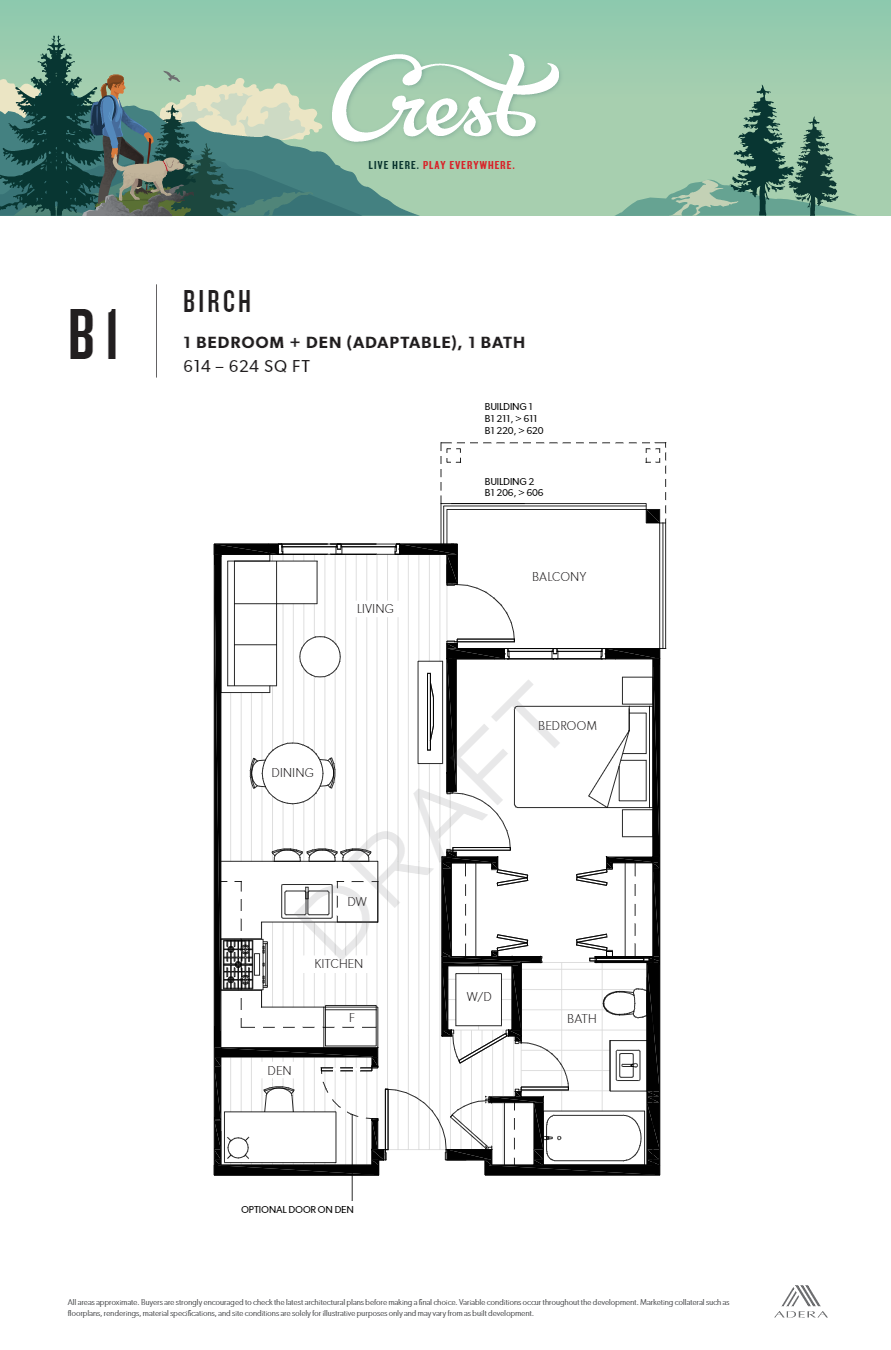 Crest
LIVE HERE. PLAY EVERYWHERE.
B1
BIRCH
1 BEDROOM + DEN (ADAPTABLE), 1 BATH
614 – 624 SQ FT
BUILDING 1
B1 211, > 611
B1 220, > 620
BUILDING 2
B1 206, > 606
BALCONY
LIVING
BEDROOM
DINING
DRAFT
DW
KITCHEN
W/D
F
BATH
DEN
OPTIONAL DOOR ON DEN
All areas approximate. Buyers are strongly encouraged to check the latest architectural plans before making a final choice. Variable conditions occur throughout the development. Marketing collateral such as
floorplans, renderings, material specifications, and site conditions are solely for illustrative purposes only and may vary from as built development.
ADERA